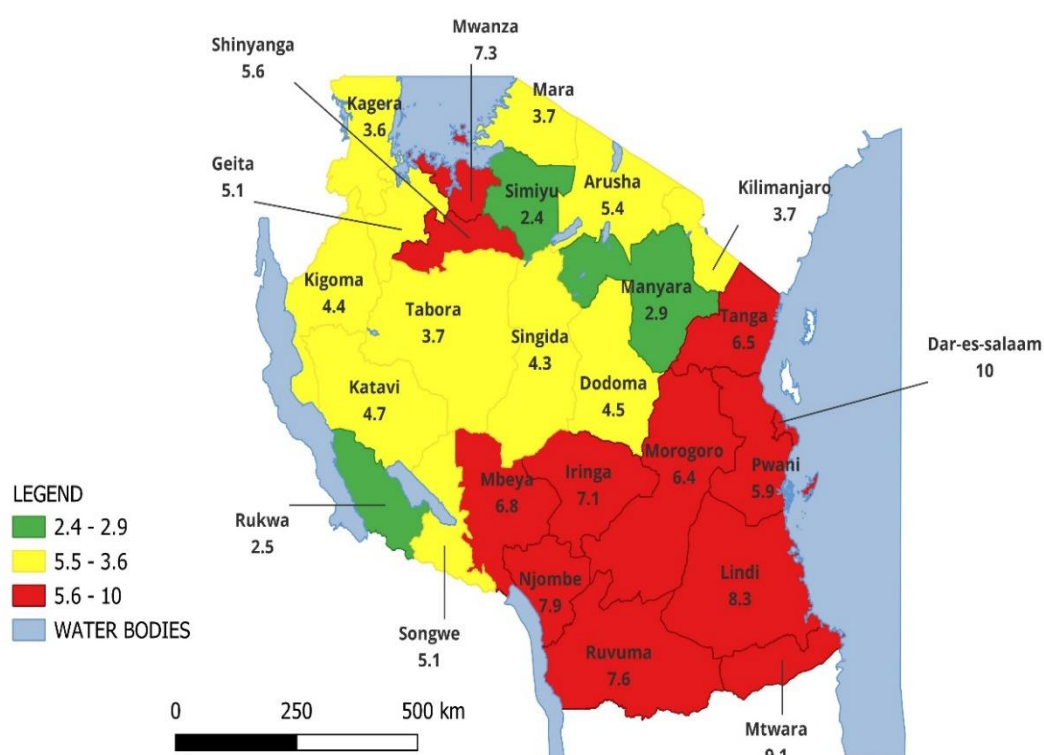 Mwanza
7.3
Shinyanga
5.6
Mara
3.7
Kagera
3.6
Geita
5.1
Simiyu
2.4
Arusha
5.4
Kilimanjaro
3.7
Kigoma
4.4
Tabora
3.7
Singida
4.3
Manyara
2.9
Tanga
6.5
Dar-es-salaam
10
Katavi
4.7
Dodoma
4.5
Mbeya
6.8
Iringa
7.1
Morogoro
6.4
Pwani
5.9
Rukwa
2.5
Njombe
7.9
Lindi
8.3
Songwe
5.1
Ruvuma
7.6
Mtwara
9.1
LEGEND
2.4 - 2.9
5.5 - 3.6
5.6 - 10
WATER BODIES
0 250 500 km